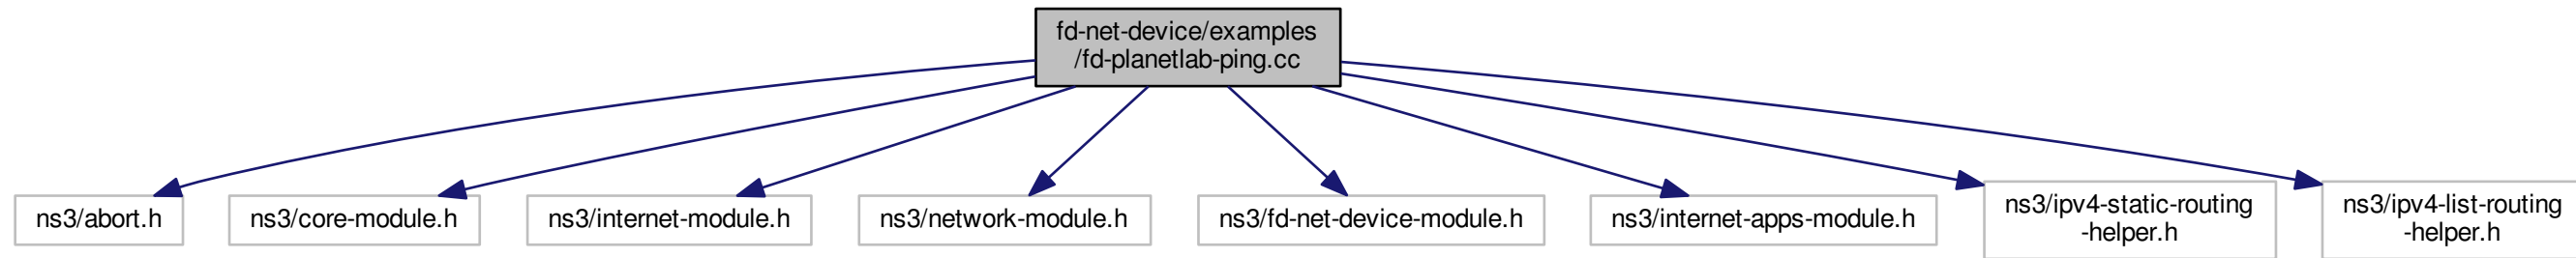 fd-net-device/examples
/fd-planetlab-ping.cc
ns3/abort.h
ns3/core-module.h
ns3/internet-module.h
ns3/network-module.h
ns3/fd-net-device-module.h
ns3/internet-apps-module.h
ns3/ipv4-static-routing
-helper.h
ns3/ipv4-list-routing
-helper.h